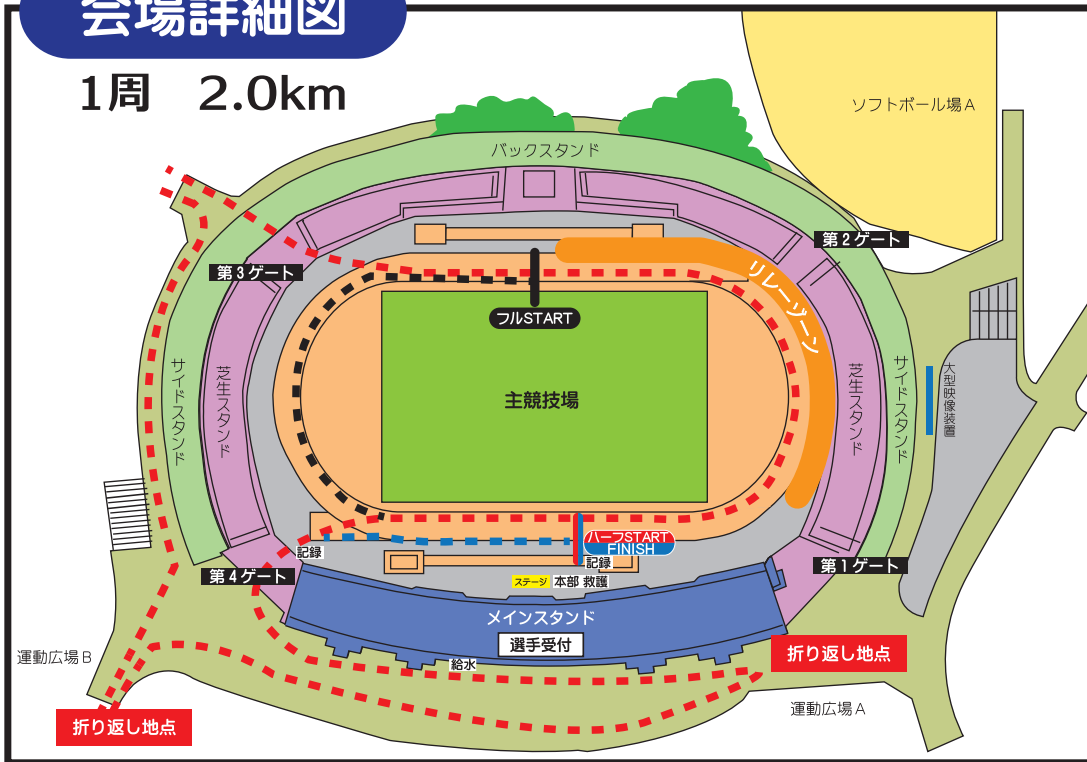 会場詳細図
1周 2.0km
ソフトボール場A
バックスタンド
第2ゲート
第3ゲート
リレーゾーン
フルSTART
サイドスタンド
芝生スタンド
主競技場
芝生スタンド
サイドスタンド
大型映像装置
ハーフSTART
FINISH
記録
記録
第4ゲート
ステージ 本部 救護
第1ゲート
メインスタンド
選手受付
給水
運動広場B
折り返し地点
運動広場A
折り返し地点